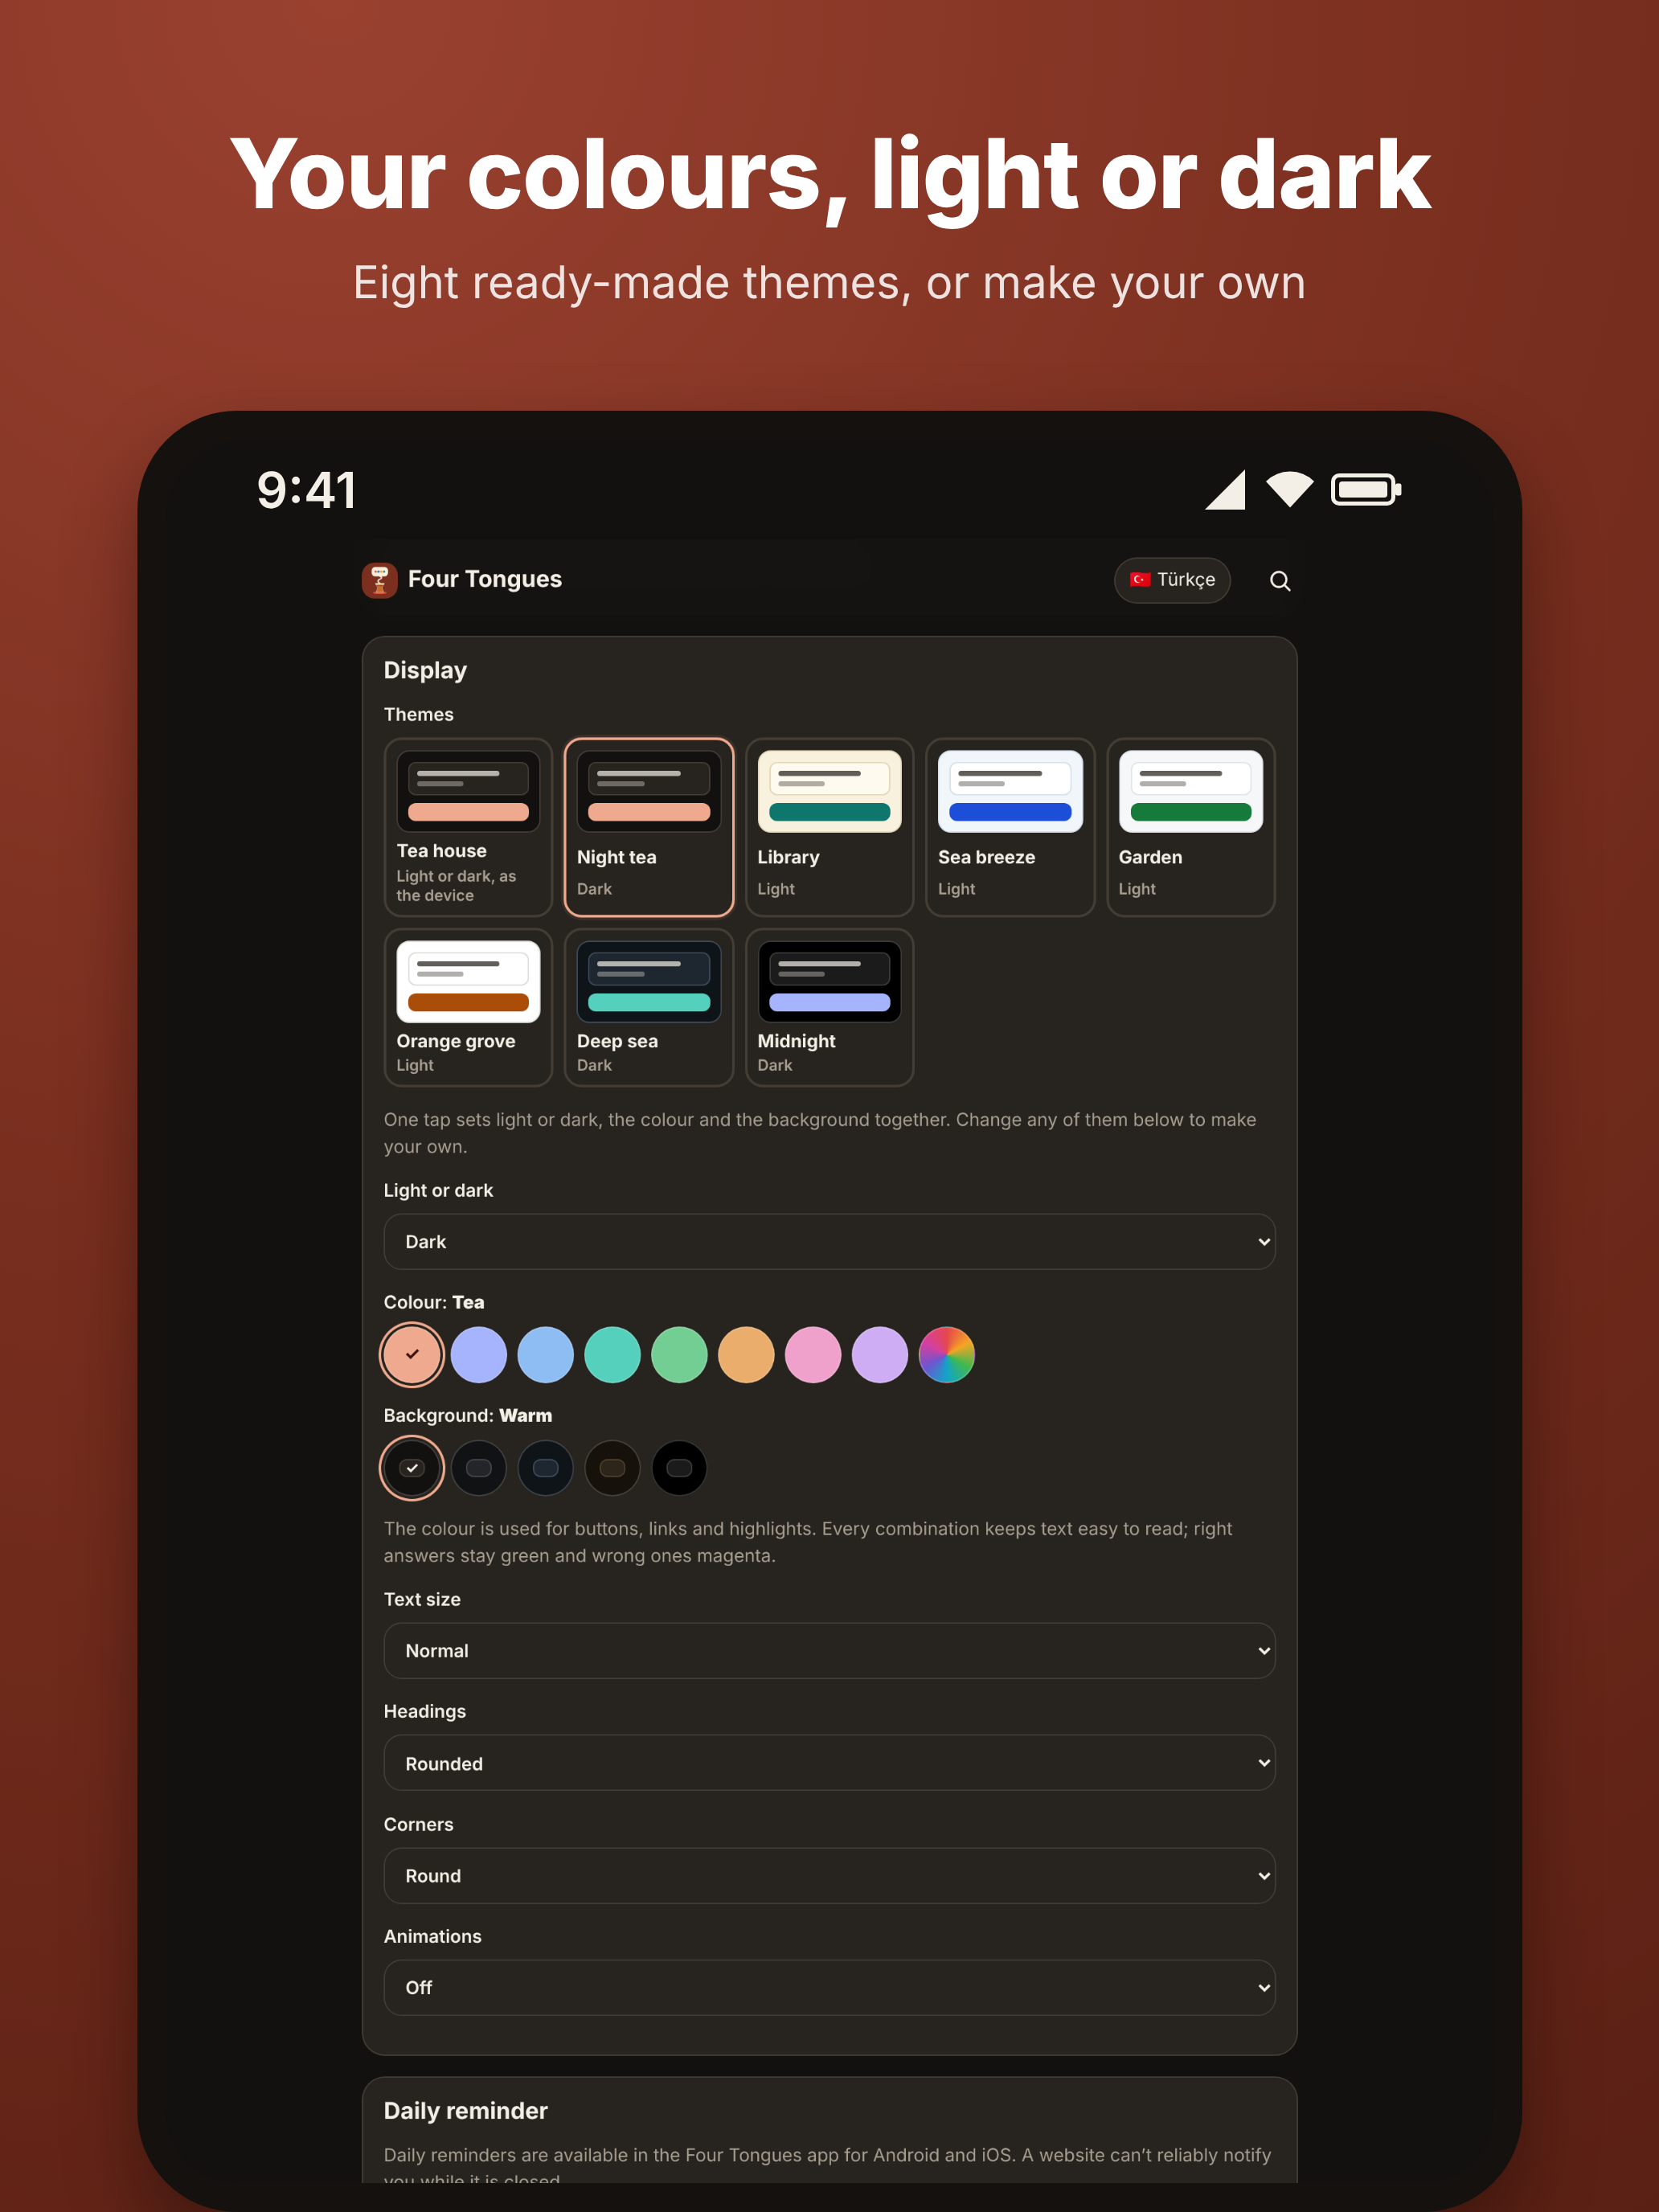 Your colours, light or dark
Eight ready-made themes, or make your own
9:41
Four Tongues
Türkçe
Display
Themes
Tea house
Light or dark, as
the device
Night tea
Dark
Library
Light
Sea breeze
Light
Garden
Light
Orange grove
Light
Deep sea
Dark
Midnight
Dark
One tap sets light or dark, the colour and the background together. Change any of them below to make
your own.
Light or dark
Dark
Colour: Tea
Background: Warm
The colour is used for buttons, links and highlights. Every combination keeps text easy to read; right
answers stay green and wrong ones magenta.
Text size
Normal
Headings
Rounded
Corners
Round
Animations
Off
Daily reminder
Daily reminders are available in the Four Tongues app for Android and iOS. A website can’t reliably notify
you while it is closed.